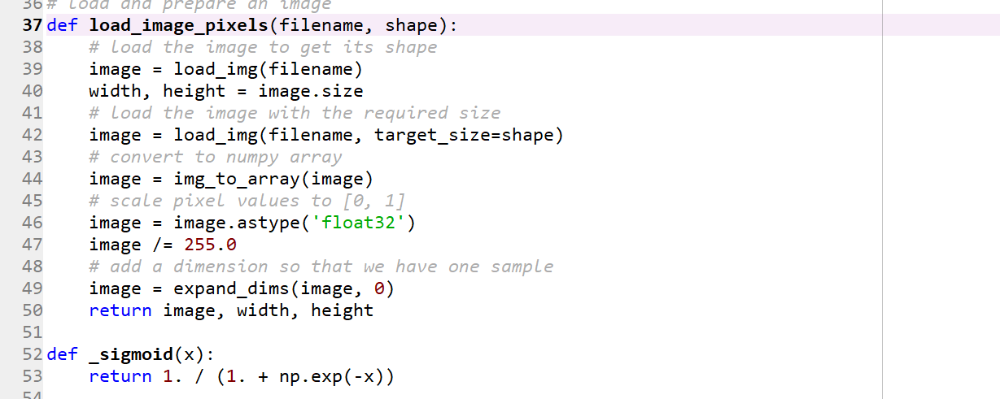 36 # load and prepare an image
37 def load_image_pixels(filename, shape):
38     # load the image to get its shape
39     image = load_img(filename)
40     width, height = image.size
41     # load the image with the required size
42     image = load_img(filename, target_size=shape)
43     # convert to numpy array
44     image = img_to_array(image)
45     # scale pixel values to [0, 1]
46     image = image.astype('float32')
47     image /= 255.0
48     # add a dimension so that we have one sample
49     image = expand_dims(image, 0)
50     return image, width, height
51
52 def _sigmoid(x):
53     return 1. / (1. + np.exp(-x))
54